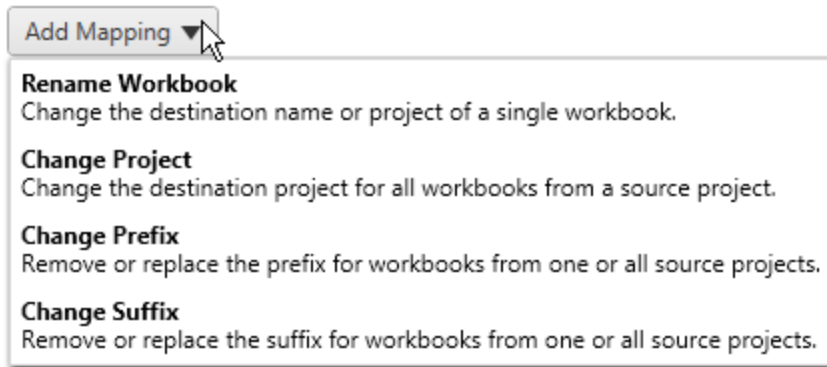 Add Mapping
Rename Workbook
Change the destination name or project of a single workbook.
Change Project
Change the destination project for all workbooks from a source project.
Change Prefix
Remove or replace the prefix for workbooks from one or all source projects.
Change Suffix
Remove or replace the suffix for workbooks from one or all source projects.